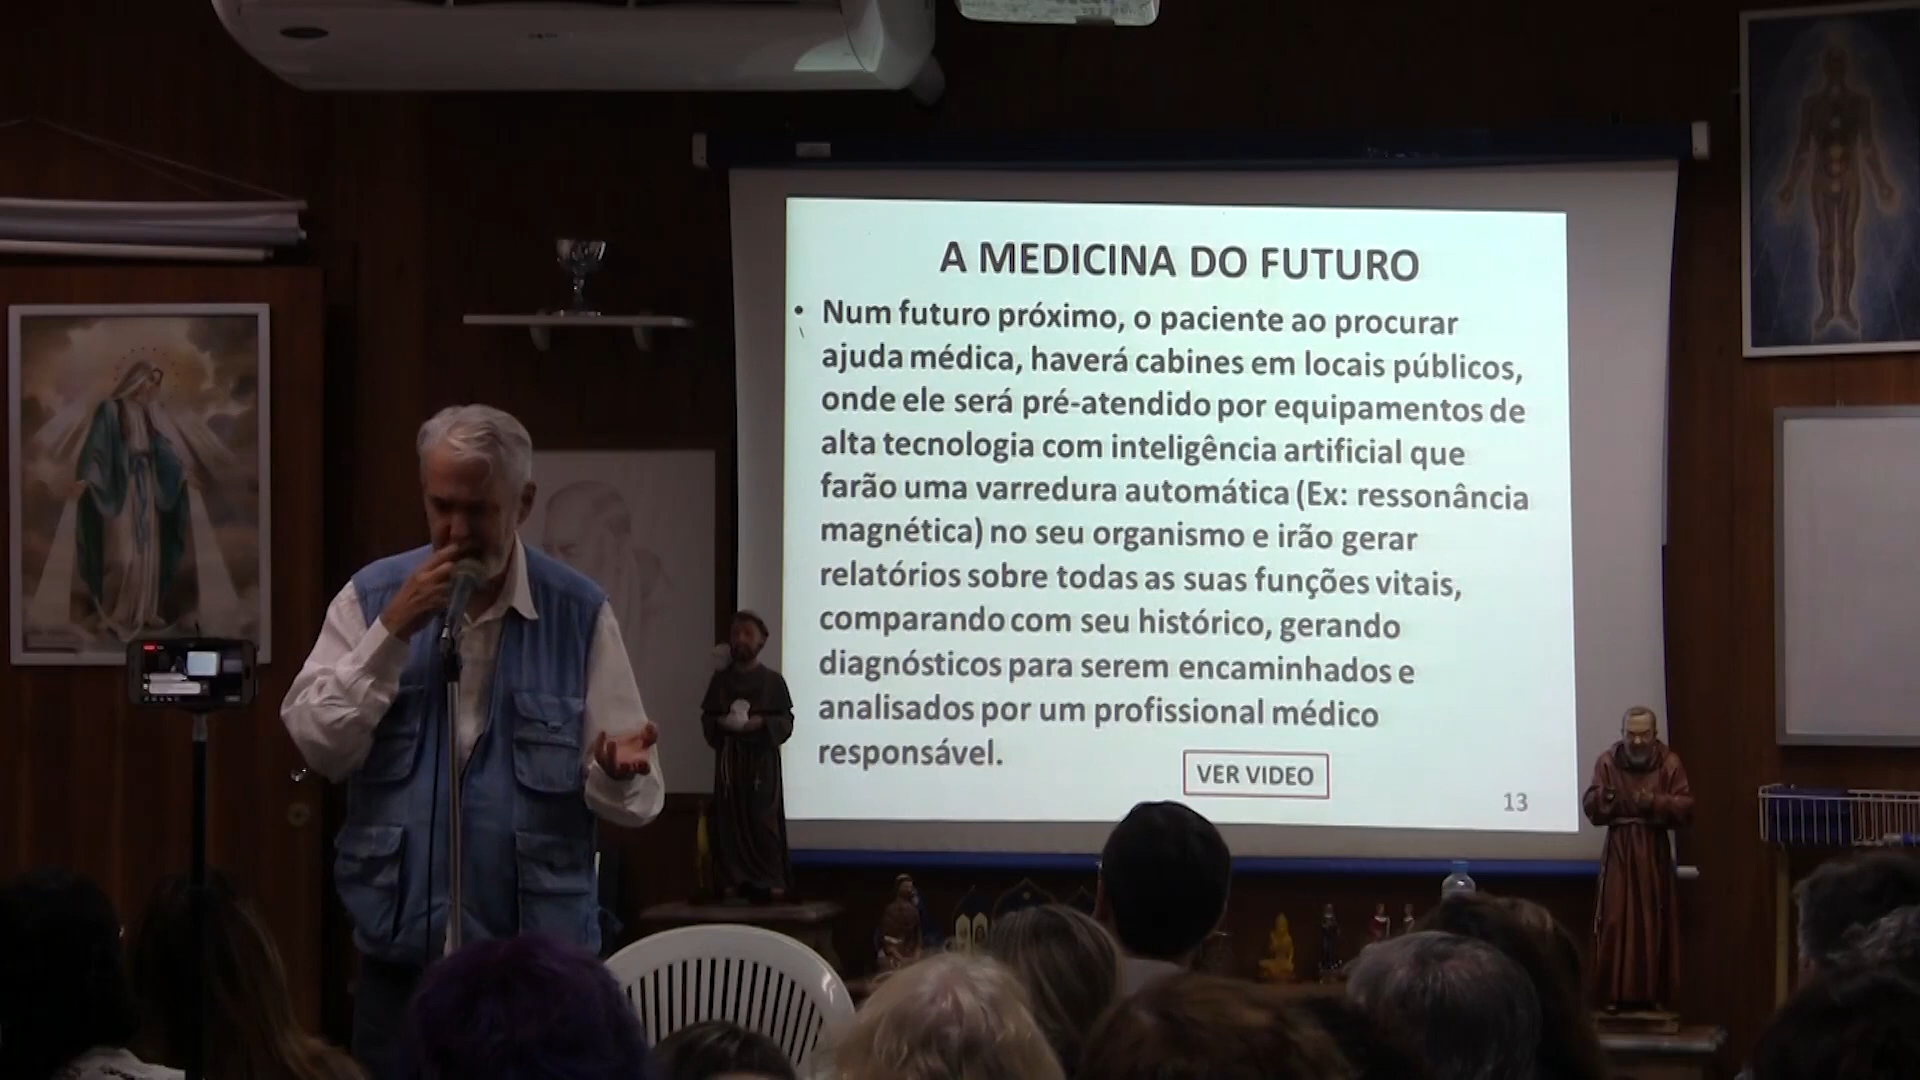 A MEDICINA DO FUTURO
• Num futuro próximo, o paciente ao procurar
ajuda médica, haverá cabines em locais públicos,
onde ele será pré-atendido por equipamentos de
alta tecnologia com inteligência artificial que
farão uma varredura automática (Ex: ressonância
magnética) no seu organismo e irão gerar
relatórios sobre todas as suas funções vitais,
comparando com seu histórico, gerando
diagnósticos para serem encaminhados e
analisados por um profissional médico
responsável.
VER VIDEO
13